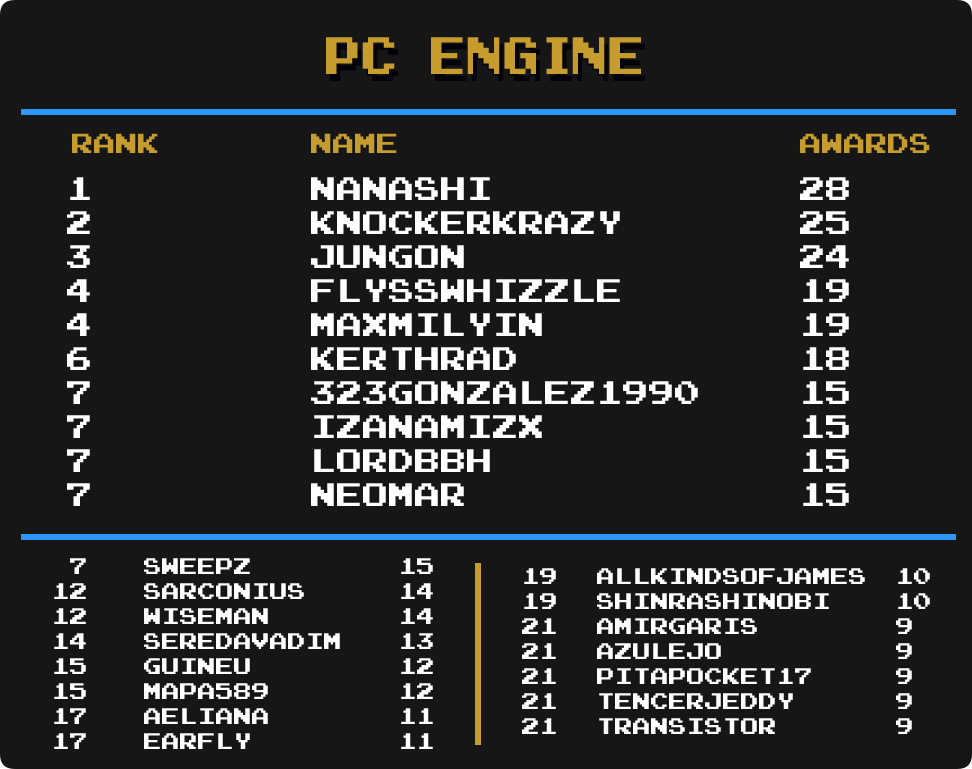 PC ENGINE
RANK NAME AWARDS
1 NANASHI 28
2 KNOCKERKRAZY 25
3 JUNGON 24
4 FLYSSWHIZZLE 19
4 MAXMILYIN 19
6 KERTHRAD 18
7 323GONZALEZ1990 15
7 IZANAMIZX 15
7 LORDBBH 15
7 NEOMAR 15
7 SWEEPZ 15
12 SARCONIUS 14
12 WISEMAN 14
14 SEREDAVADIM 13
15 GUINEU 12
15 MAPA589 12
17 AELIANA 11
17 EARFLY 11
19 ALLKINDSOFJAMES 10
19 SHINRASHINOBI 10
21 AMIRGARIS 9
21 AZULEJO 9
21 PITAPOCKET17 9
21 TENCERJEDDY 9
21 TRANSISTOR 9